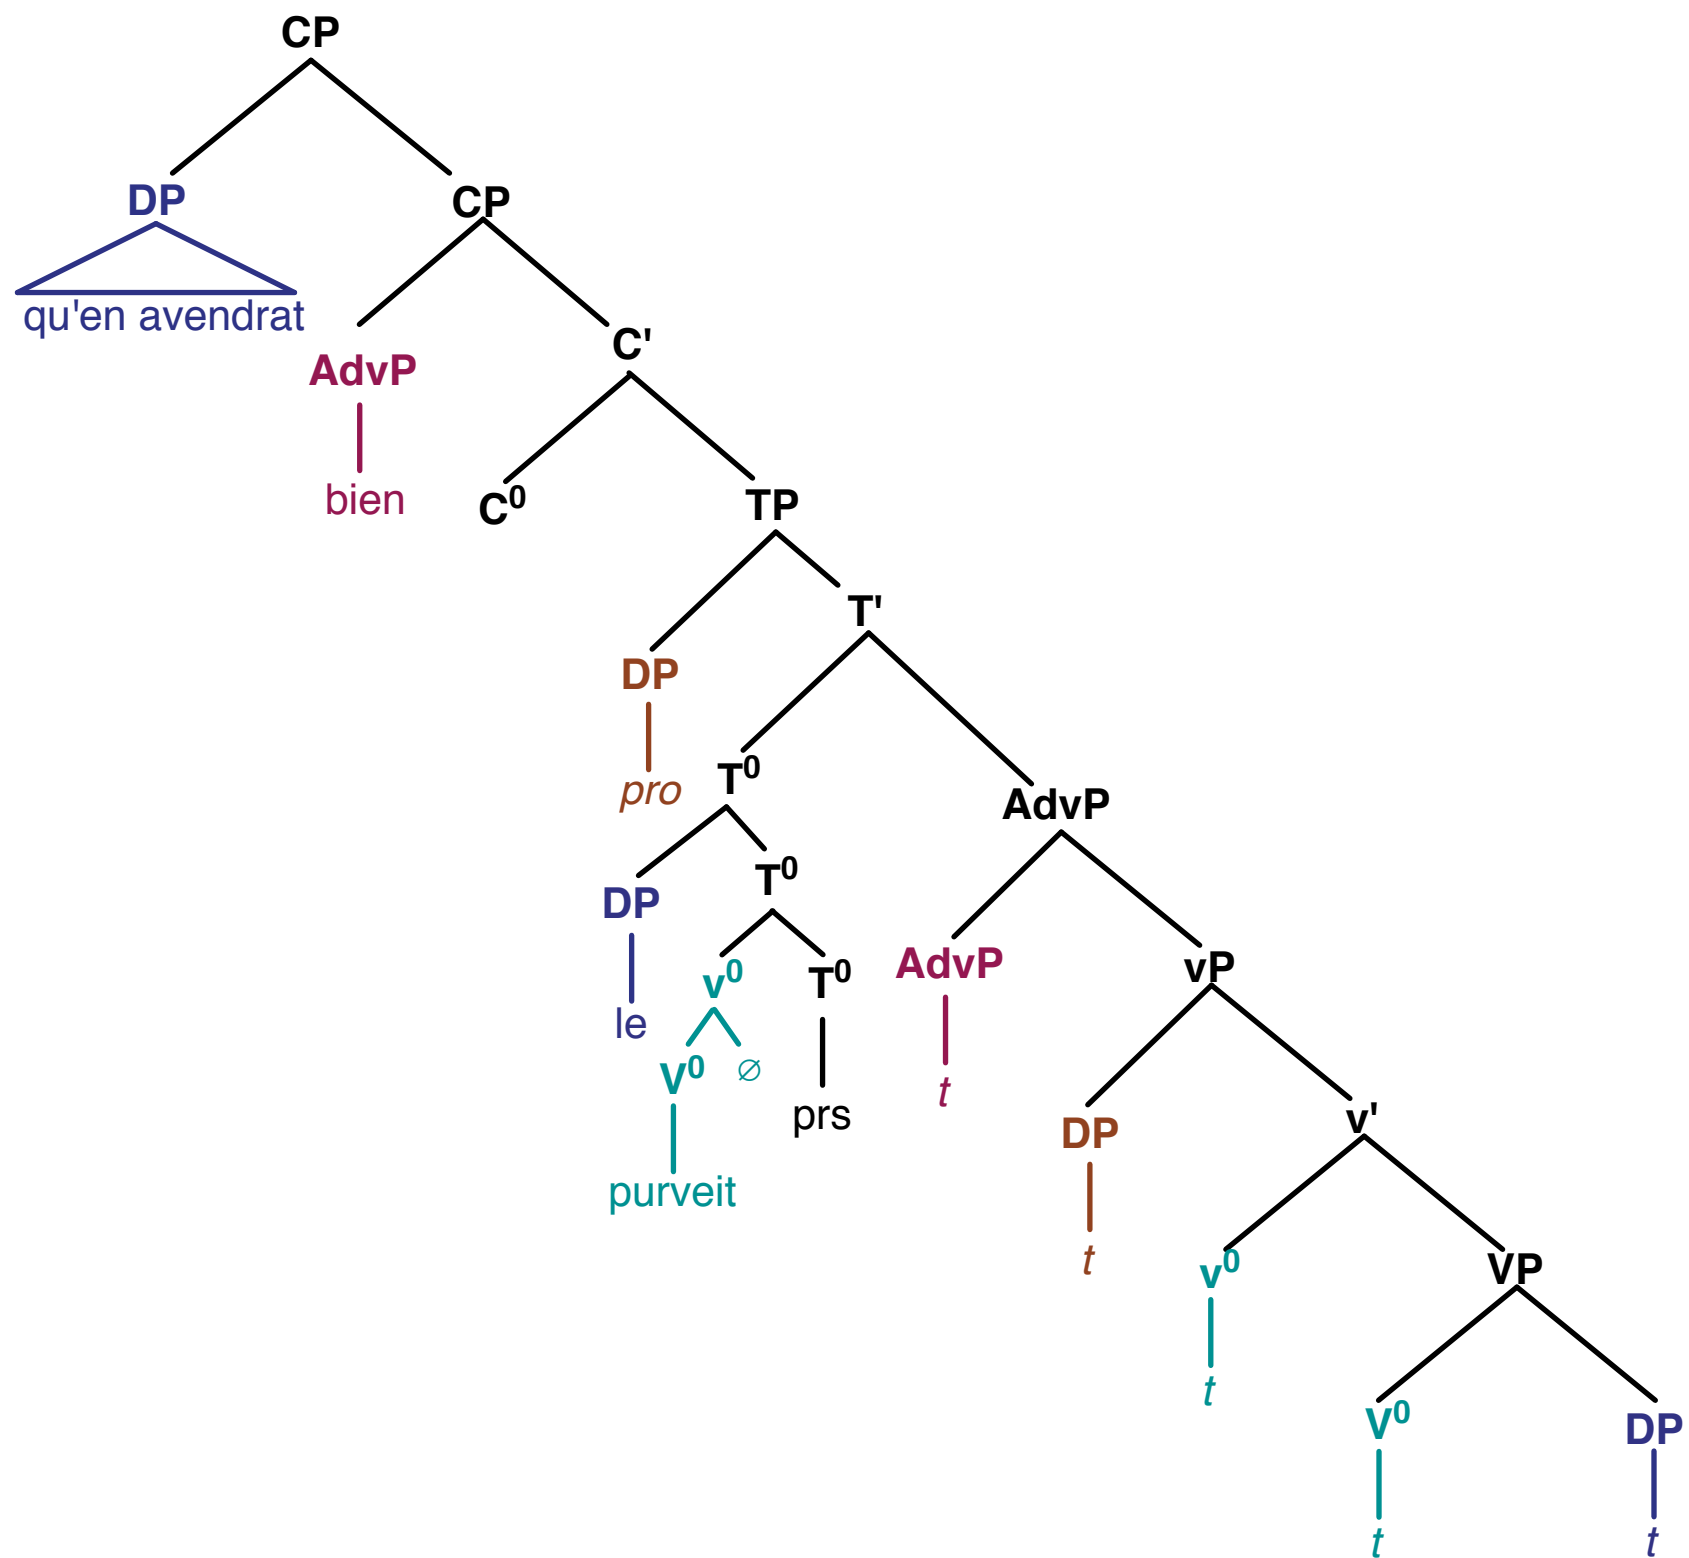 CP
DP CP
qu'en avendrat
AdvP C'
bien
C⁰ TP
DP T'
pro
T⁰ AdvP
DP T⁰
le
v⁰ T⁰ AdvP vP
V⁰ ∅ prs t
purveit
DP v'
t
v⁰ VP
t
V⁰ DP
t t